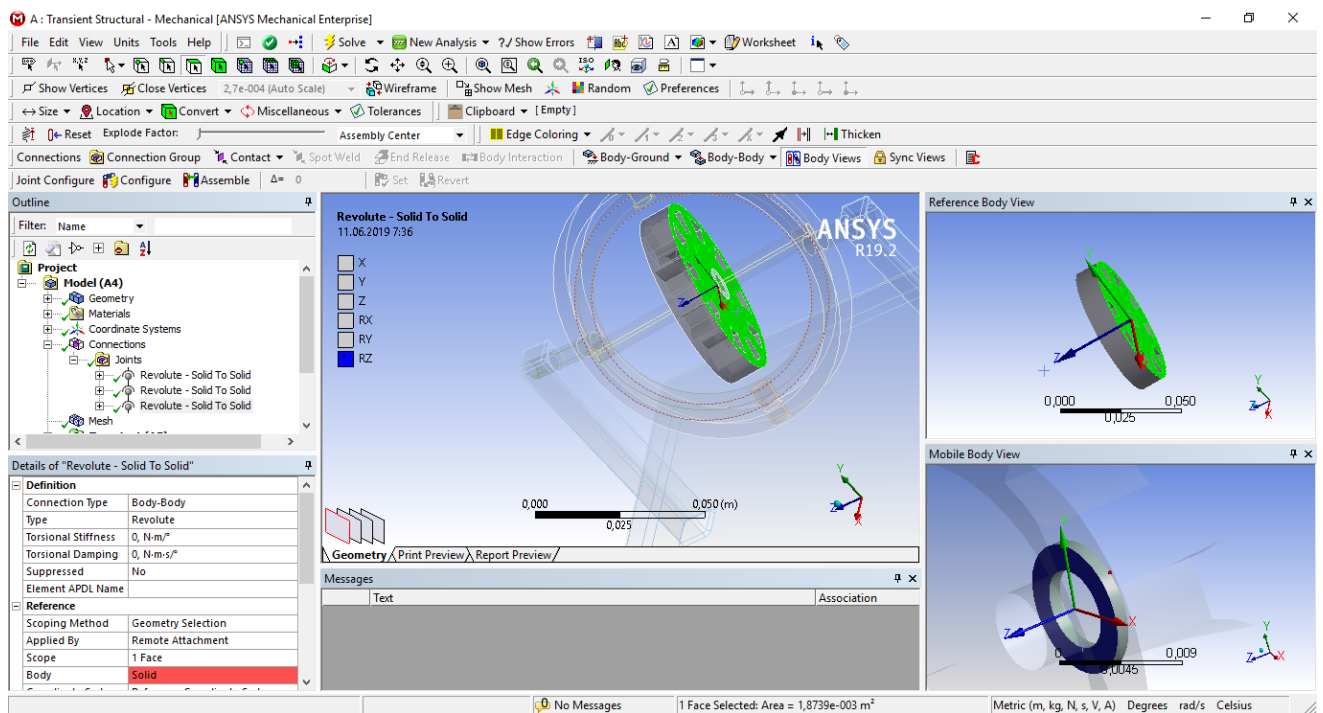 A : Transient Structural - Mechanical [ANSYS Mechanical Enterprise]
File Edit View Units Tools Help Solve New Analysis ?/ Show Errors Worksheet
Show Vertices Close Vertices 2,7e-004 (Auto Scale) Wireframe Show Mesh Random Preferences
Size Location Convert Miscellaneous Tolerances Clipboard [Empty]
Reset Explode Factor: Assembly Center Edge Coloring Thicken
Connections Connection Group Contact Spot Weld End Release Body Interaction Body-Ground Body-Body Body Views Sync Views
Joint Configure Configure Assemble Δ= 0 Set Revert
Outline
Filter: Name
Project
Model (A4)
Geometry
Materials
Coordinate Systems
Connections
Joints
Revolute - Solid To Solid
Revolute - Solid To Solid
Revolute - Solid To Solid
Mesh
Details of "Revolute - Solid To Solid"
Definition
Connection Type Body-Body
Type Revolute
Torsional Stiffness 0, N·m/°
Torsional Damping 0, N·m·s/°
Suppressed No
Element APDL Name
Reference
Scoping Method Geometry Selection
Applied By Remote Attachment
Scope 1 Face
Body Solid
Revolute - Solid To Solid
11.06.2019 7:36
X
Y
Z
RX
RY
RZ
ANSYS
R19.2
Z
0,000 0,050 (m)
0,025
Y
Z
X
Geometry Print Preview Report Preview
Messages
Text Association
Reference Body View
Z
0,000 0,050
0,025
Y
Z
X
Mobile Body View
Y
Z
X
0 0,009
0,0045
Y
Z
X
No Messages 1 Face Selected: Area = 1,8739e-003 m² Metric (m, kg, N, s, V, A) Degrees rad/s Celsius